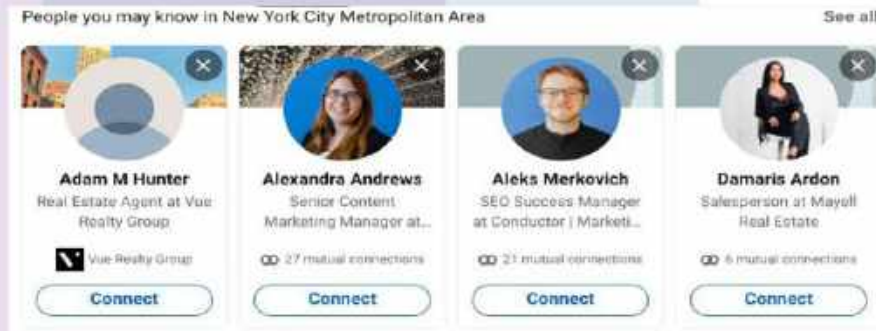 People you may know in New York City Metropolitan Area
See all
Adam M Hunter
Real Estate Agent at Vue
Realty Group
Vue Realty Group
Connect
Alexandra Andrews
Senior Content
Marketing Manager at...
27 mutual connections
Connect
Aleks Merkovich
SEO Success Manager
at Conductor | Marketi...
21 mutual connections
Connect
Damaris Ardon
Salesperson at Mayell
Real Estate
6 mutual connections
Connect